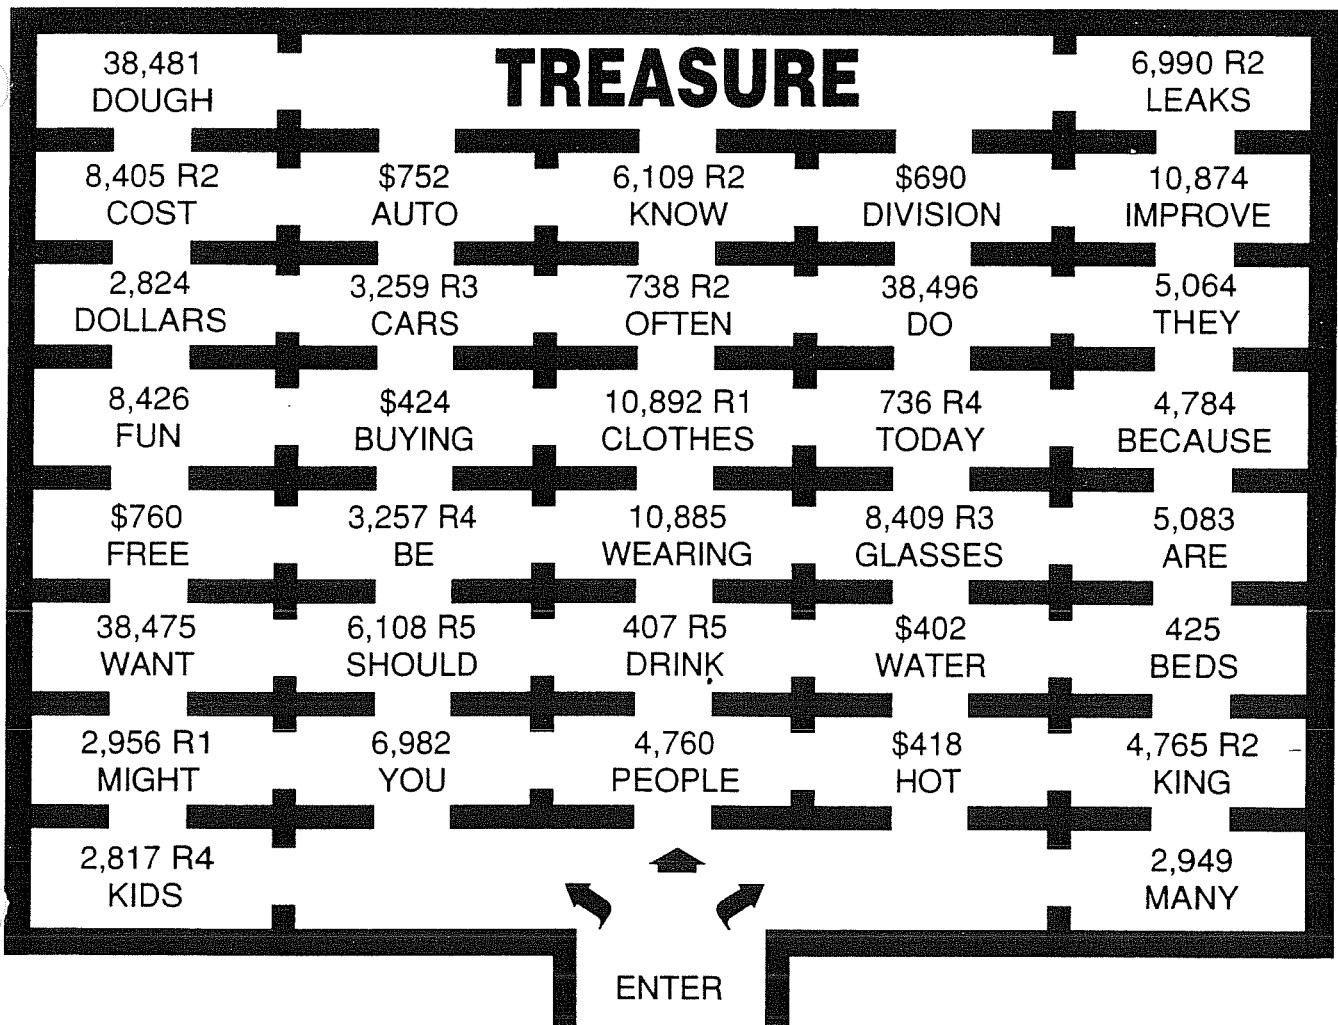 TREASURE
38,481
DOUGH
6,990 R2
LEAKS
8,405 R2
COST
$752
AUTO
6,109 R2
KNOW
$690
DIVISION
10,874
IMPROVE
2,824
DOLLARS
3,259 R3
CARS
738 R2
OFTEN
38,496
DO
5,064
THEY
8,426
FUN
$424
BUYING
10,892 R1
CLOTHES
736 R4
TODAY
4,784
BECAUSE
$760
FREE
3,257 R4
BE
10,885
WEARING
8,409 R3
GLASSES
5,083
ARE
38,475
WANT
6,108 R5
SHOULD
407 R5
DRINK
$402
WATER
425
BEDS
2,956 R1
MIGHT
6,982
YOU
4,760
PEOPLE
$418
HOT
4,765 R2
KING
2,817 R4
KIDS
2,949
MANY
ENTER